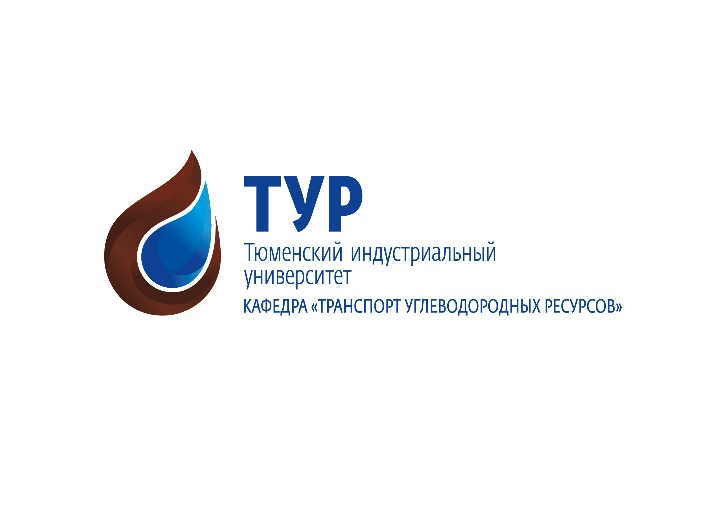 ТУР
Тюменский индустриальный
университет
КАФЕДРА «ТРАНСПОРТ УГЛЕВОДОРОДНЫХ РЕСУРСОВ»